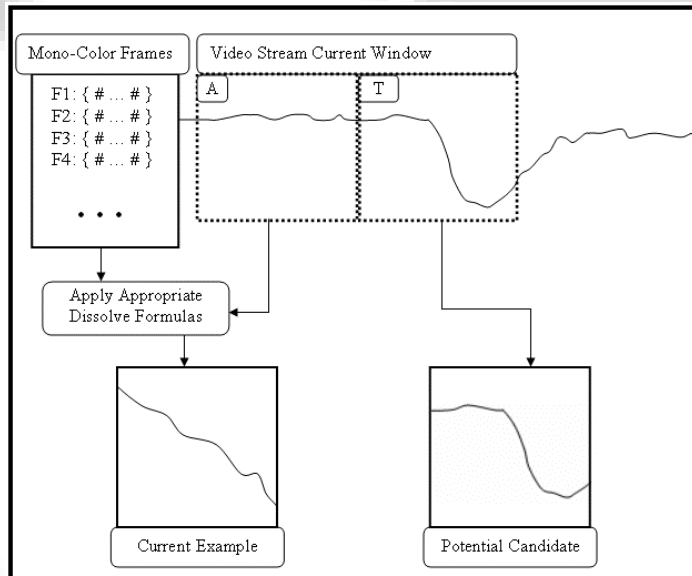 Mono-Color Frames
Video Stream Current Window
F1: { # ... # }
F2: { # ... # }
F3: { # ... # }
F4: { # ... # }
. . .
A
T
Apply Appropriate
Dissolve Formulas
Current Example
Potential Candidate